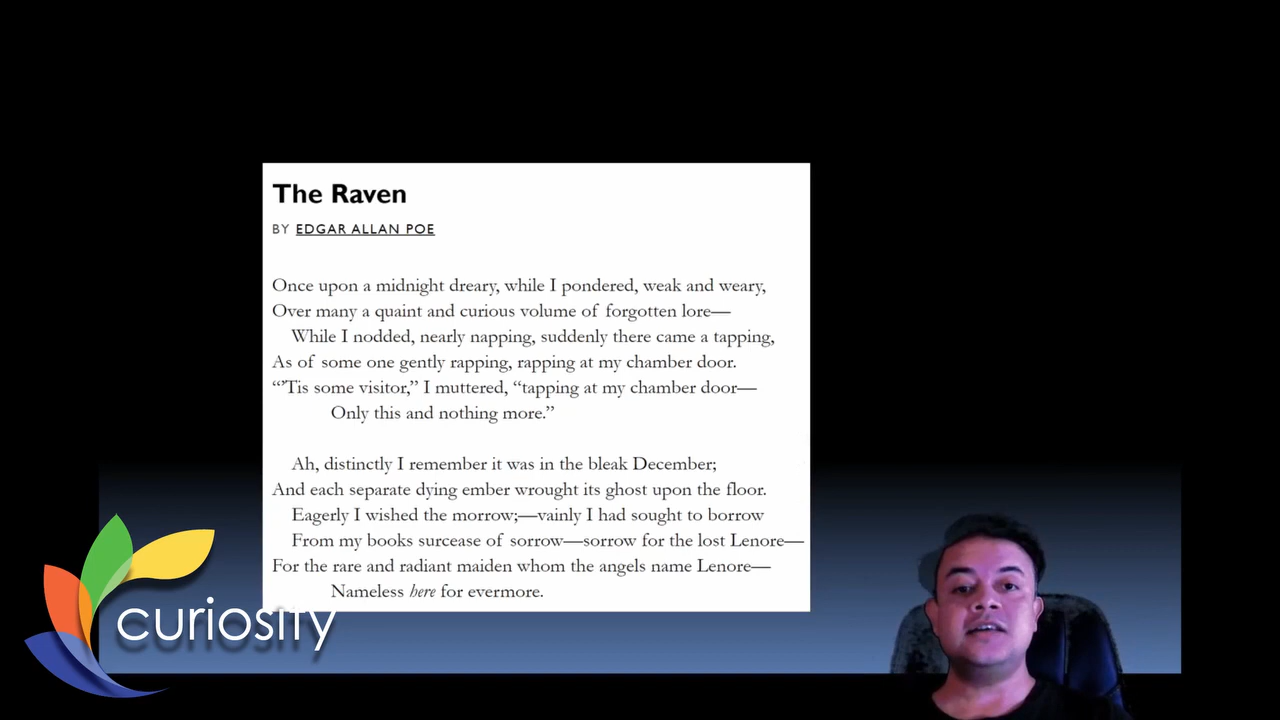 The Raven
BY EDGAR ALLAN POE
Once upon a midnight dreary, while I pondered, weak and weary,
Over many a quaint and curious volume of forgotten lore—
While I nodded, nearly napping, suddenly there came a tapping,
As of some one gently rapping, rapping at my chamber door.
“’Tis some visitor,” I muttered, “tapping at my chamber door—
Only this and nothing more.”
Ah, distinctly I remember it was in the bleak December;
And each separate dying ember wrought its ghost upon the floor.
Eagerly I wished the morrow;—vainly I had sought to borrow
From my books surcease of sorrow—sorrow for the lost Lenore—
For the rare and radiant maiden whom the angels name Lenore—
Nameless here for evermore.
curiosity